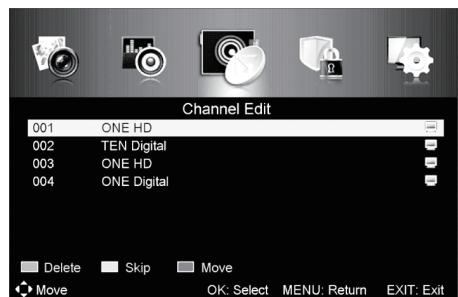 Channel Edit
001 ONE HD
002 TEN Digital
003 ONE HD
004 ONE Digital
Delete Skip Move
Move OK: Select MENU: Return EXIT: Exit